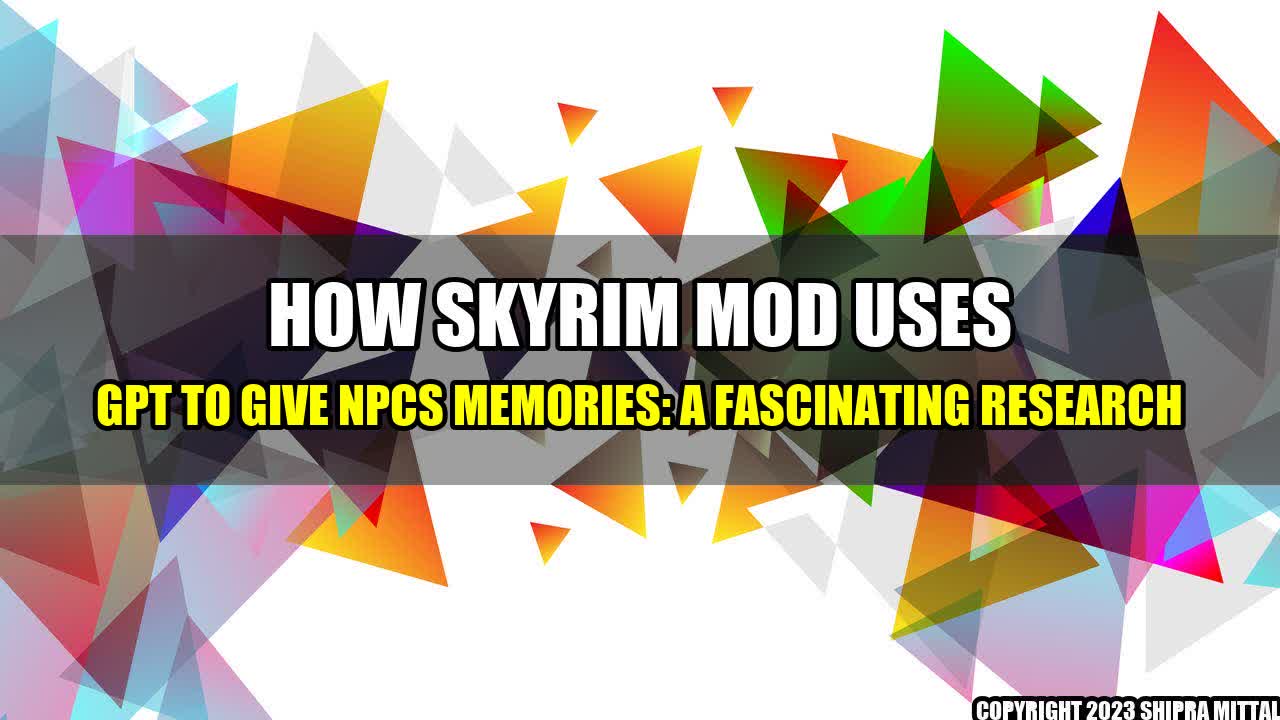 HOW SKYRIM MOD USES
GPT TO GIVE NPCS MEMORIES: A FASCINATING RESEARCH
COPYRIGHT 2023 SHIPRA MITTAL